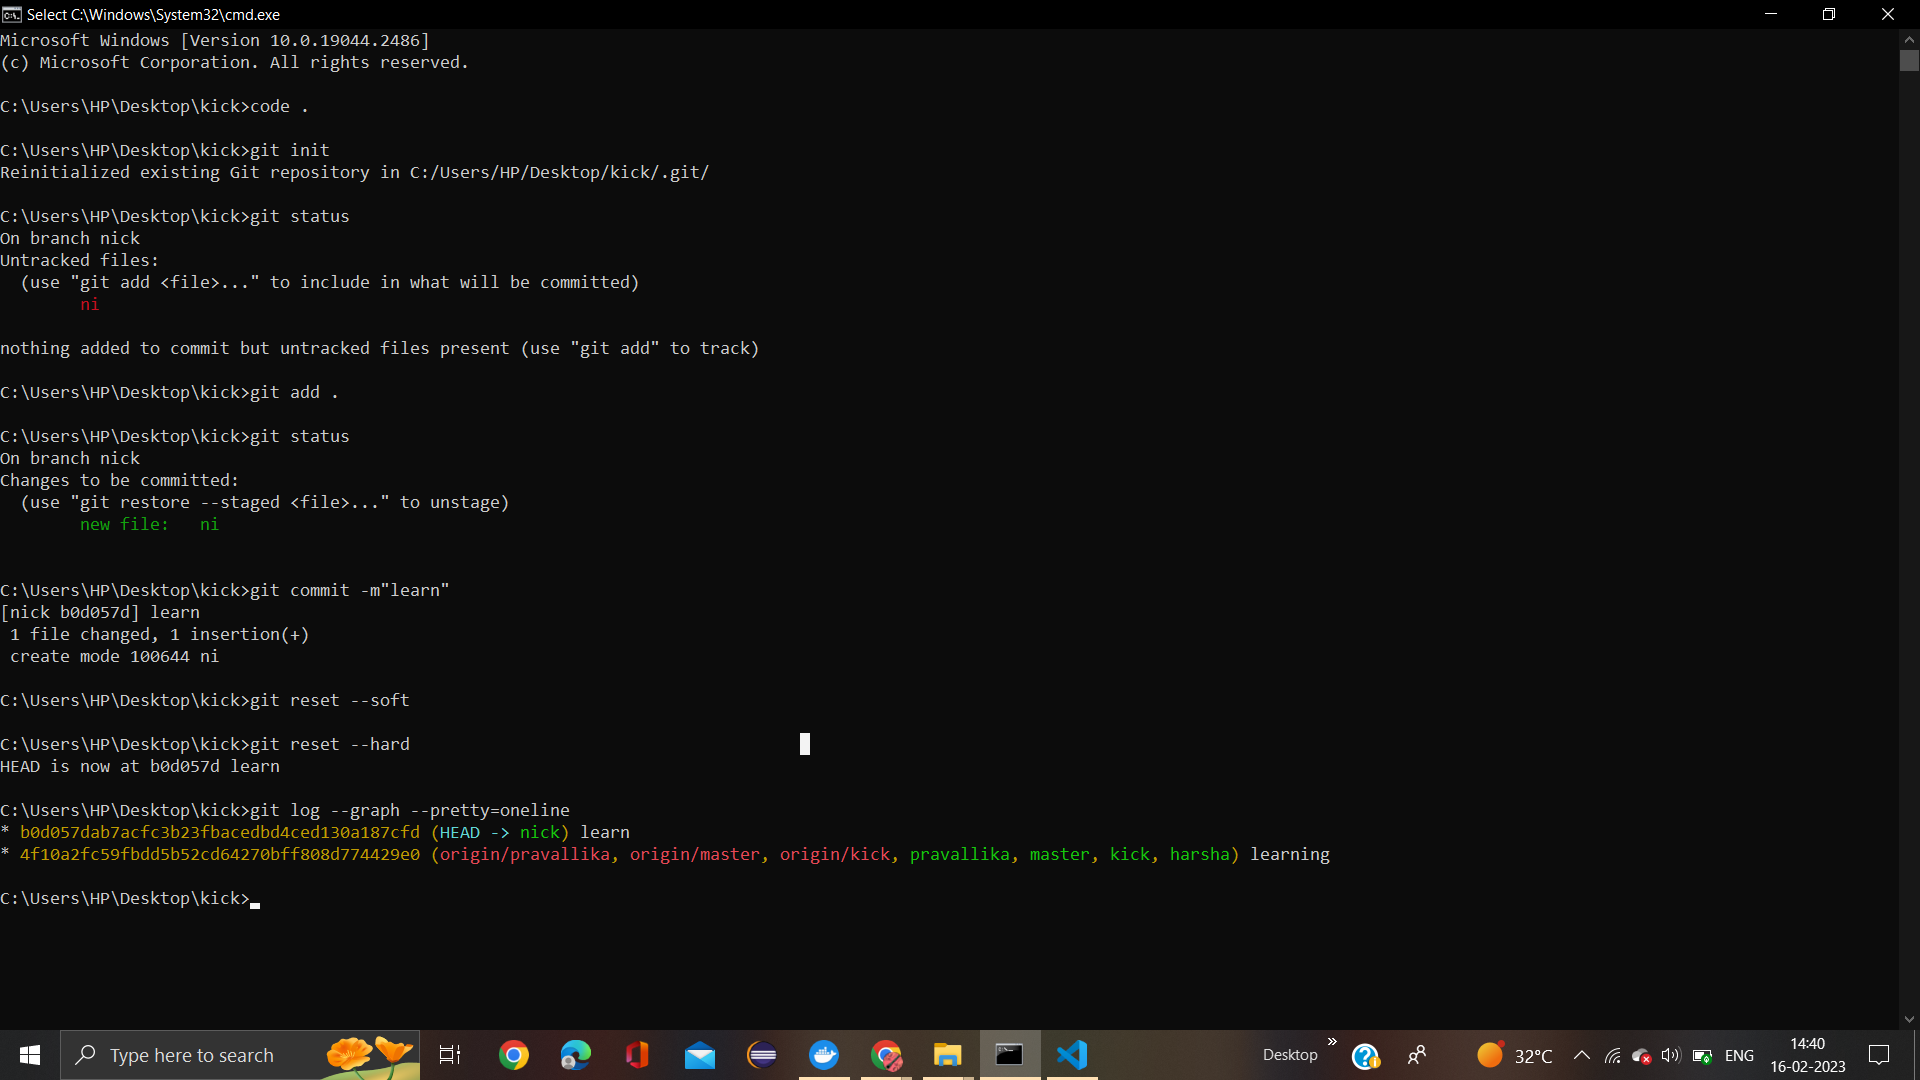 Select C:\Windows\System32\cmd.exe
Microsoft Windows [Version 10.0.19044.2486]
(c) Microsoft Corporation. All rights reserved.
C:\Users\HP\Desktop\kick>code .
C:\Users\HP\Desktop\kick>git init
Reinitialized existing Git repository in C:/Users/HP/Desktop/kick/.git/
C:\Users\HP\Desktop\kick>git status
On branch nick
Untracked files:
  (use "git add <file>..." to include in what will be committed)
        ni
nothing added to commit but untracked files present (use "git add" to track)
C:\Users\HP\Desktop\kick>git add .
C:\Users\HP\Desktop\kick>git status
On branch nick
Changes to be committed:
  (use "git restore --staged <file>..." to unstage)
        new file:   ni
C:\Users\HP\Desktop\kick>git commit -m"learn"
[nick b0d057d] learn
 1 file changed, 1 insertion(+)
 create mode 100644 ni
C:\Users\HP\Desktop\kick>git reset --soft
C:\Users\HP\Desktop\kick>git reset --hard
HEAD is now at b0d057d learn
C:\Users\HP\Desktop\kick>git log --graph --pretty=oneline
* b0d057dab7acfc3b23fbacedbd4ced130a187cfd (HEAD -> nick) learn
* 4f10a2fc59fbdd5b52cd64270bff808d774429e0 (origin/pravallika, origin/master, origin/kick, pravallika, master, kick, harsha) learning
C:\Users\HP\Desktop\kick>
Type here to search
Desktop
32°C
ENG
14:40
16-02-2023